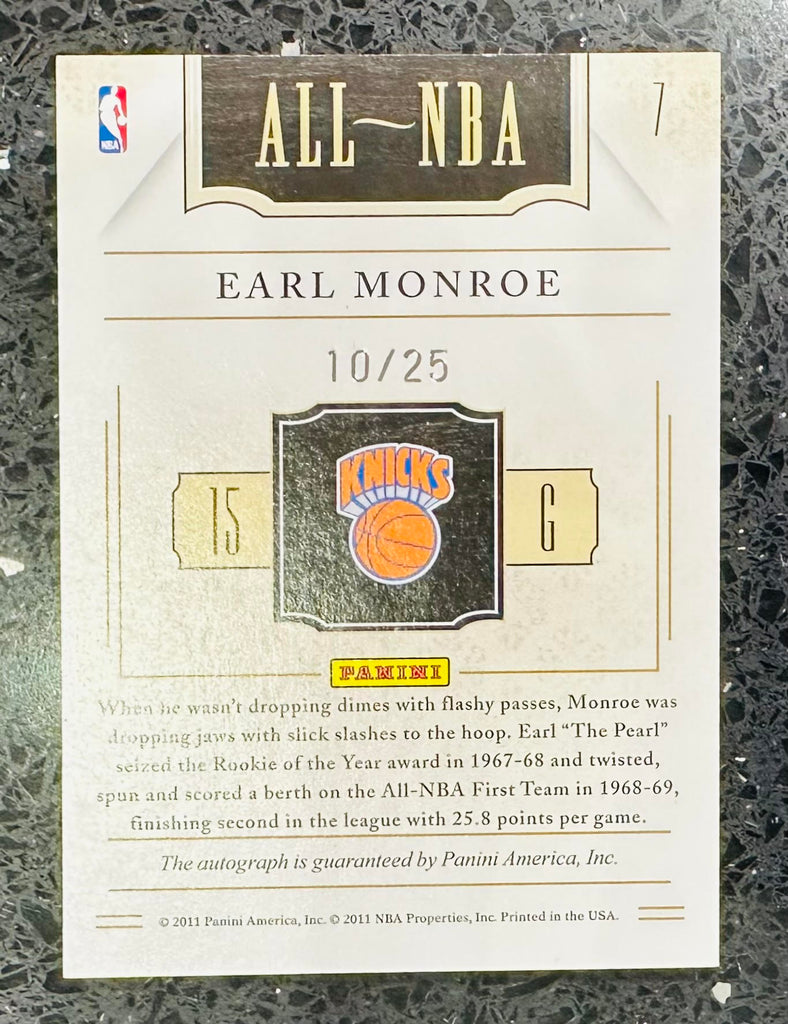 ALL~NBA
7
NBA
EARL MONROE
10/25
KNICKS
15
G
PANINI
When he wasn't dropping dimes with flashy passes, Monroe was
dropping jaws with slick slashes to the hoop. Earl “The Pearl”
seized the Rookie of the Year award in 1967-68 and twisted,
spun and scored a berth on the All-NBA First Team in 1968-69,
finishing second in the league with 25.8 points per game.
The autograph is guaranteed by Panini America, Inc.
© 2011 Panini America, Inc. © 2011 NBA Properties, Inc. Printed in the USA.